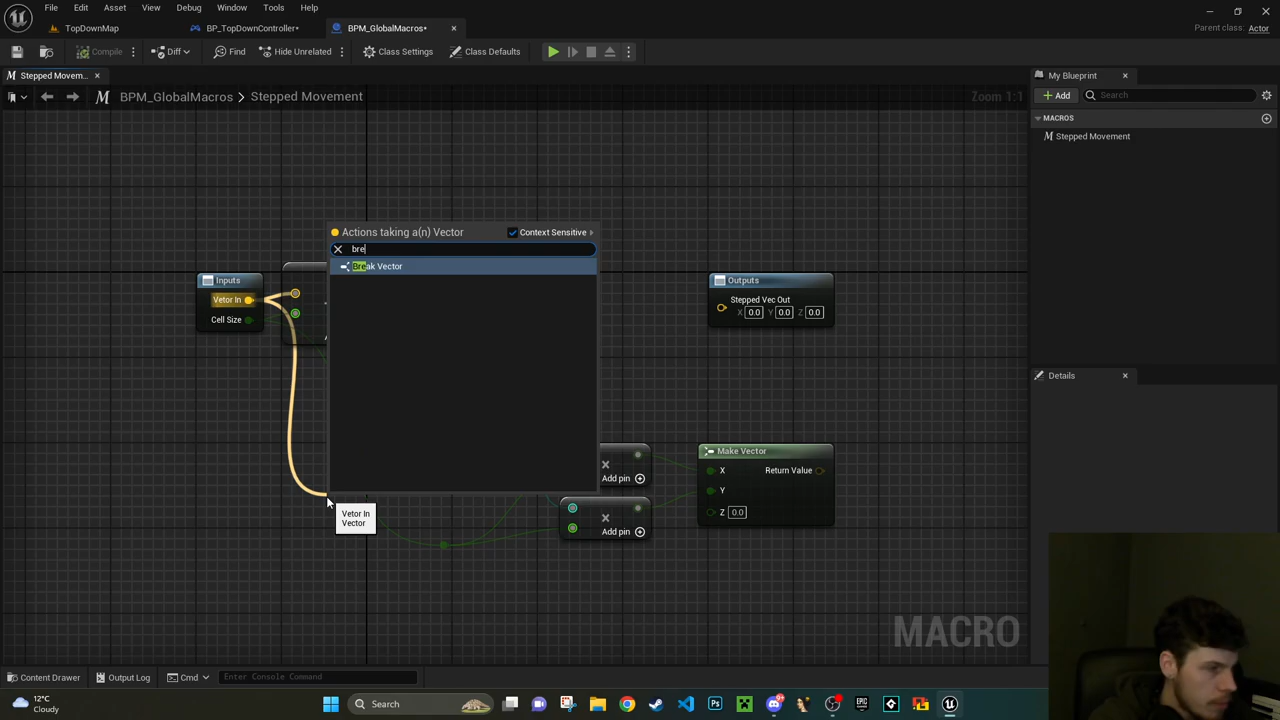 File Edit Asset View Debug Window Tools Help
TopDownMap BP_TopDownController* BPM_GlobalMacros*
Parent class: Actor
Compile Diff Find Hide Unrelated Class Settings Class Defaults
Stepped Movemen...
BPM_GlobalMacros > Stepped Movement
Zoom 1:1
My Blueprint
Add Search
MACROS
Stepped Movement
Actions taking a(n) Vector Context Sensitive
bre
Break Vector
Inputs
Vetor In
Cell Size
Outputs
Stepped Vec Out
X 0.0 Y 0.0 Z 0.0
Details
Add pin
Make Vector
X Return Value
Y
Z 0.0
Add pin
Vetor In
Vector
MACRO
Content Drawer Output Log Cmd Enter Console Command
12°C
Cloudy
Search